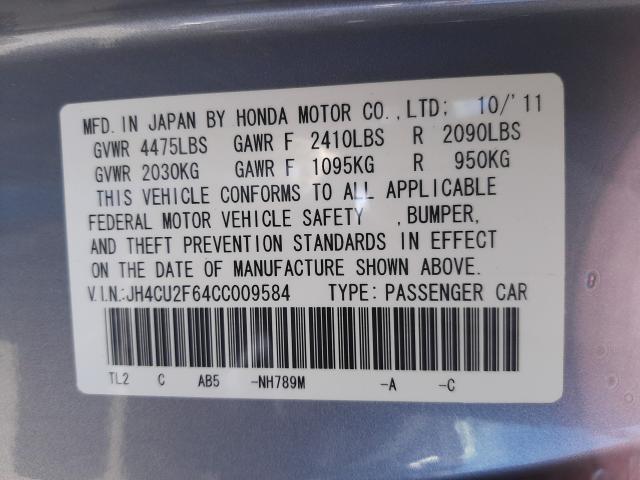 MFD. IN JAPAN BY HONDA MOTOR CO.,LTD; 10/'11
GVWR 4475LBS GAWR F 2410LBS R 2090LBS
GVWR 2030KG GAWR F 1095KG R 950KG
THIS VEHICLE CONFORMS TO ALL APPLICABLE
FEDERAL MOTOR VEHICLE SAFETY ,BUMPER,
AND THEFT PREVENTION STANDARDS IN EFFECT
ON THE DATE OF MANUFACTURE SHOWN ABOVE.
V.I.N.:JH4CU2F64CC009584 TYPE: PASSENGER CAR
TL2 C AB5 -NH789M -A -C